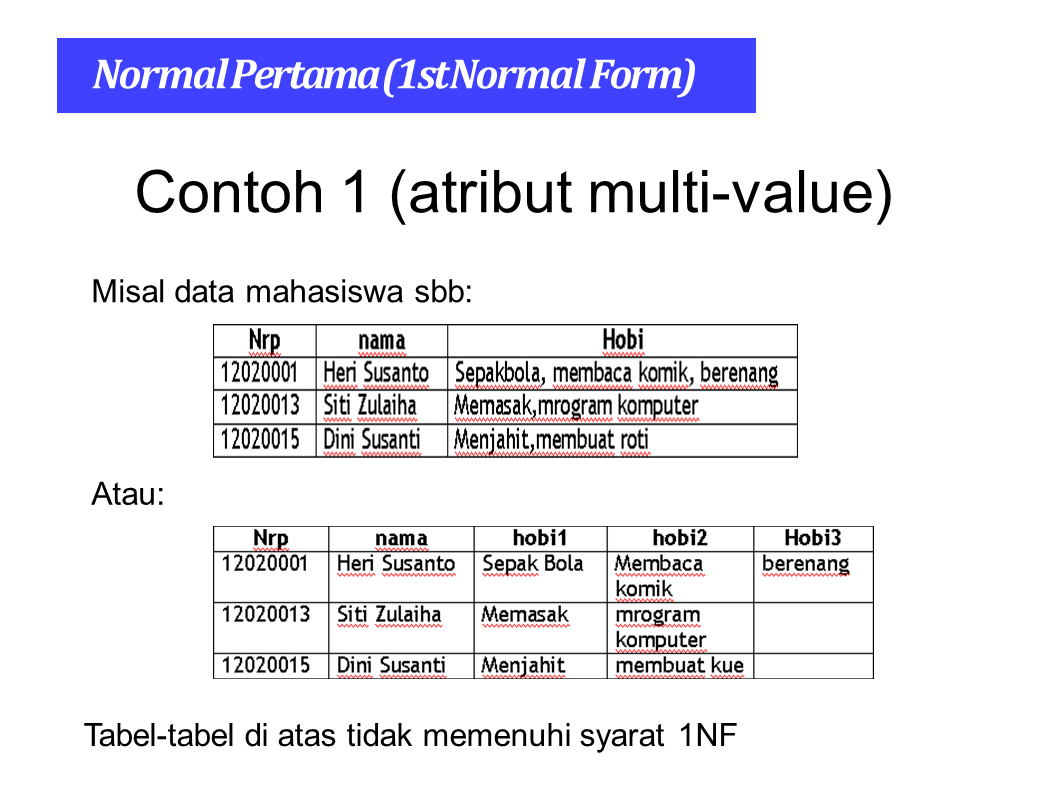 Normal Pertama (1st Normal Form)
Contoh 1 (atribut multi-value)
Misal data mahasiswa sbb:
Nrp nama Hobi
12020001 Heri Susanto Sepakbola, membaca komik, berenang
12020013 Siti Zulaiha Memasak,mrogram komputer
12020015 Dini Susanti Menjahit,membuat roti
Atau:
Nrp nama hobi1 hobi2 Hobi3
12020001 Heri Susanto Sepak Bola Membaca berenang
komik
12020013 Siti Zulaiha Memasak mrogram
komputer
12020015 Dini Susanti Menjahit membuat kue
Tabel-tabel di atas tidak memenuhi syarat 1NF